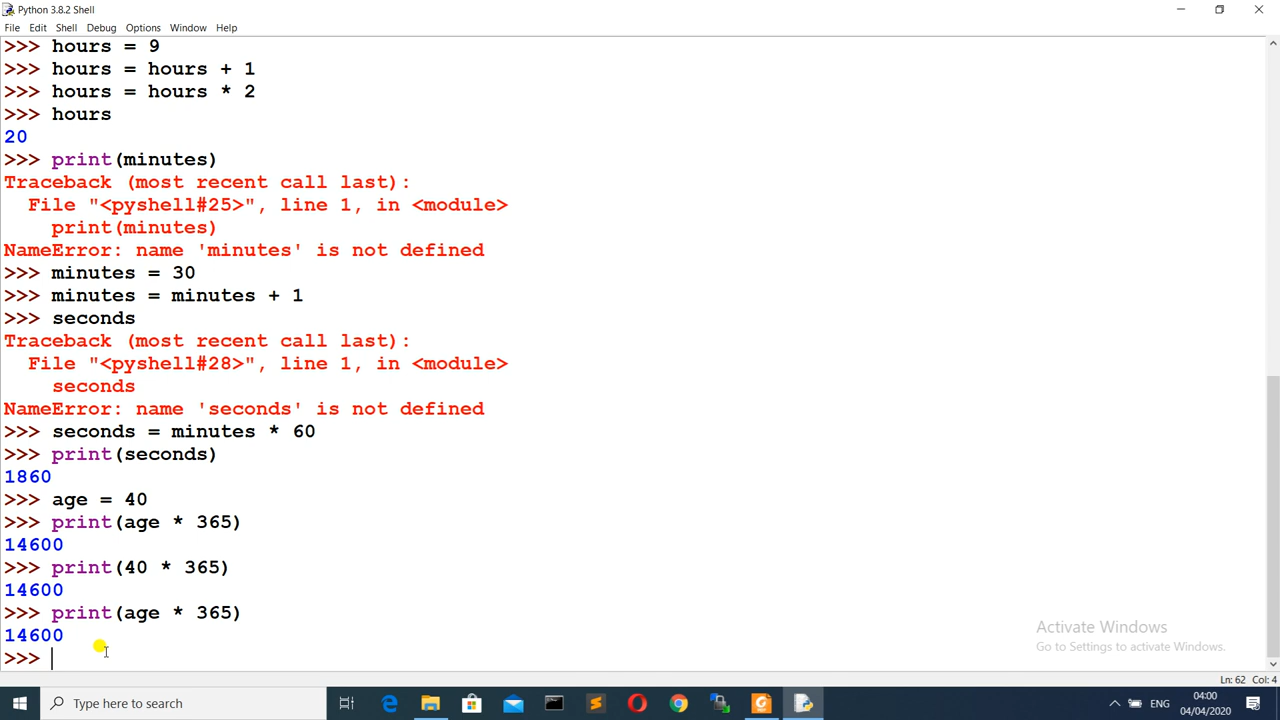 Python 3.8.2 Shell
File Edit Shell Debug Options Window Help
>>> hours = 9
>>> hours = hours + 1
>>> hours = hours * 2
>>> hours
20
>>> print(minutes)
Traceback (most recent call last):
  File "<pyshell#25>", line 1, in <module>
    print(minutes)
NameError: name 'minutes' is not defined
>>> minutes = 30
>>> minutes = minutes + 1
>>> seconds
Traceback (most recent call last):
  File "<pyshell#28>", line 1, in <module>
    seconds
NameError: name 'seconds' is not defined
>>> seconds = minutes * 60
>>> print(seconds)
1860
>>> age = 40
>>> print(age * 365)
14600
>>> print(40 * 365)
14600
>>> print(age * 365)
14600
>>>
Activate Windows
Go to Settings to activate Windows.
Ln: 62 Col: 4
Type here to search
ENG
04:00
04/04/2020